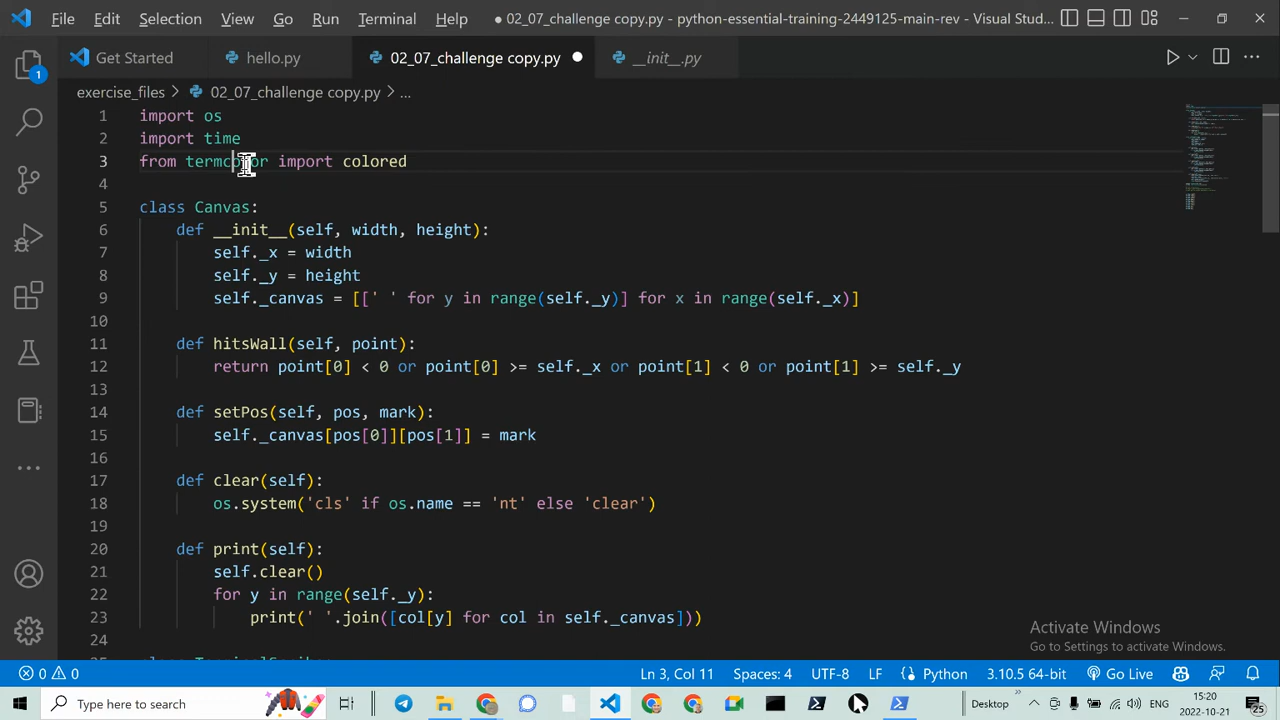 File Edit Selection View Go Run Terminal Help ● 02_07_challenge copy.py - python-essential-training-2449125-main-rev - Visual Stud...
Get Started hello.py 02_07_challenge copy.py ● __init__.py
exercise_files > 02_07_challenge copy.py > ...
1 import os
2 import time
3 from termcolor import colored
4
5 class Canvas:
6 def __init__(self, width, height):
7 self._x = width
8 self._y = height
9 self._canvas = [[' ' for y in range(self._y)] for x in range(self._x)]
10
11 def hitsWall(self, point):
12 return point[0] < 0 or point[0] >= self._x or point[1] < 0 or point[1] >= self._y
13
14 def setPos(self, pos, mark):
15 self._canvas[pos[0]][pos[1]] = mark
16
17 def clear(self):
18 os.system('cls' if os.name == 'nt' else 'clear')
19
20 def print(self):
21 self.clear()
22 for y in range(self._y):
23 print(' '.join([col[y] for col in self._canvas]))
24
Activate Windows
Go to Settings to activate Windows.
0 0 Ln 3, Col 11 Spaces: 4 UTF-8 LF Python 3.10.5 64-bit Go Live
Type here to search Desktop ENG 15:20
2022-10-21 25
1